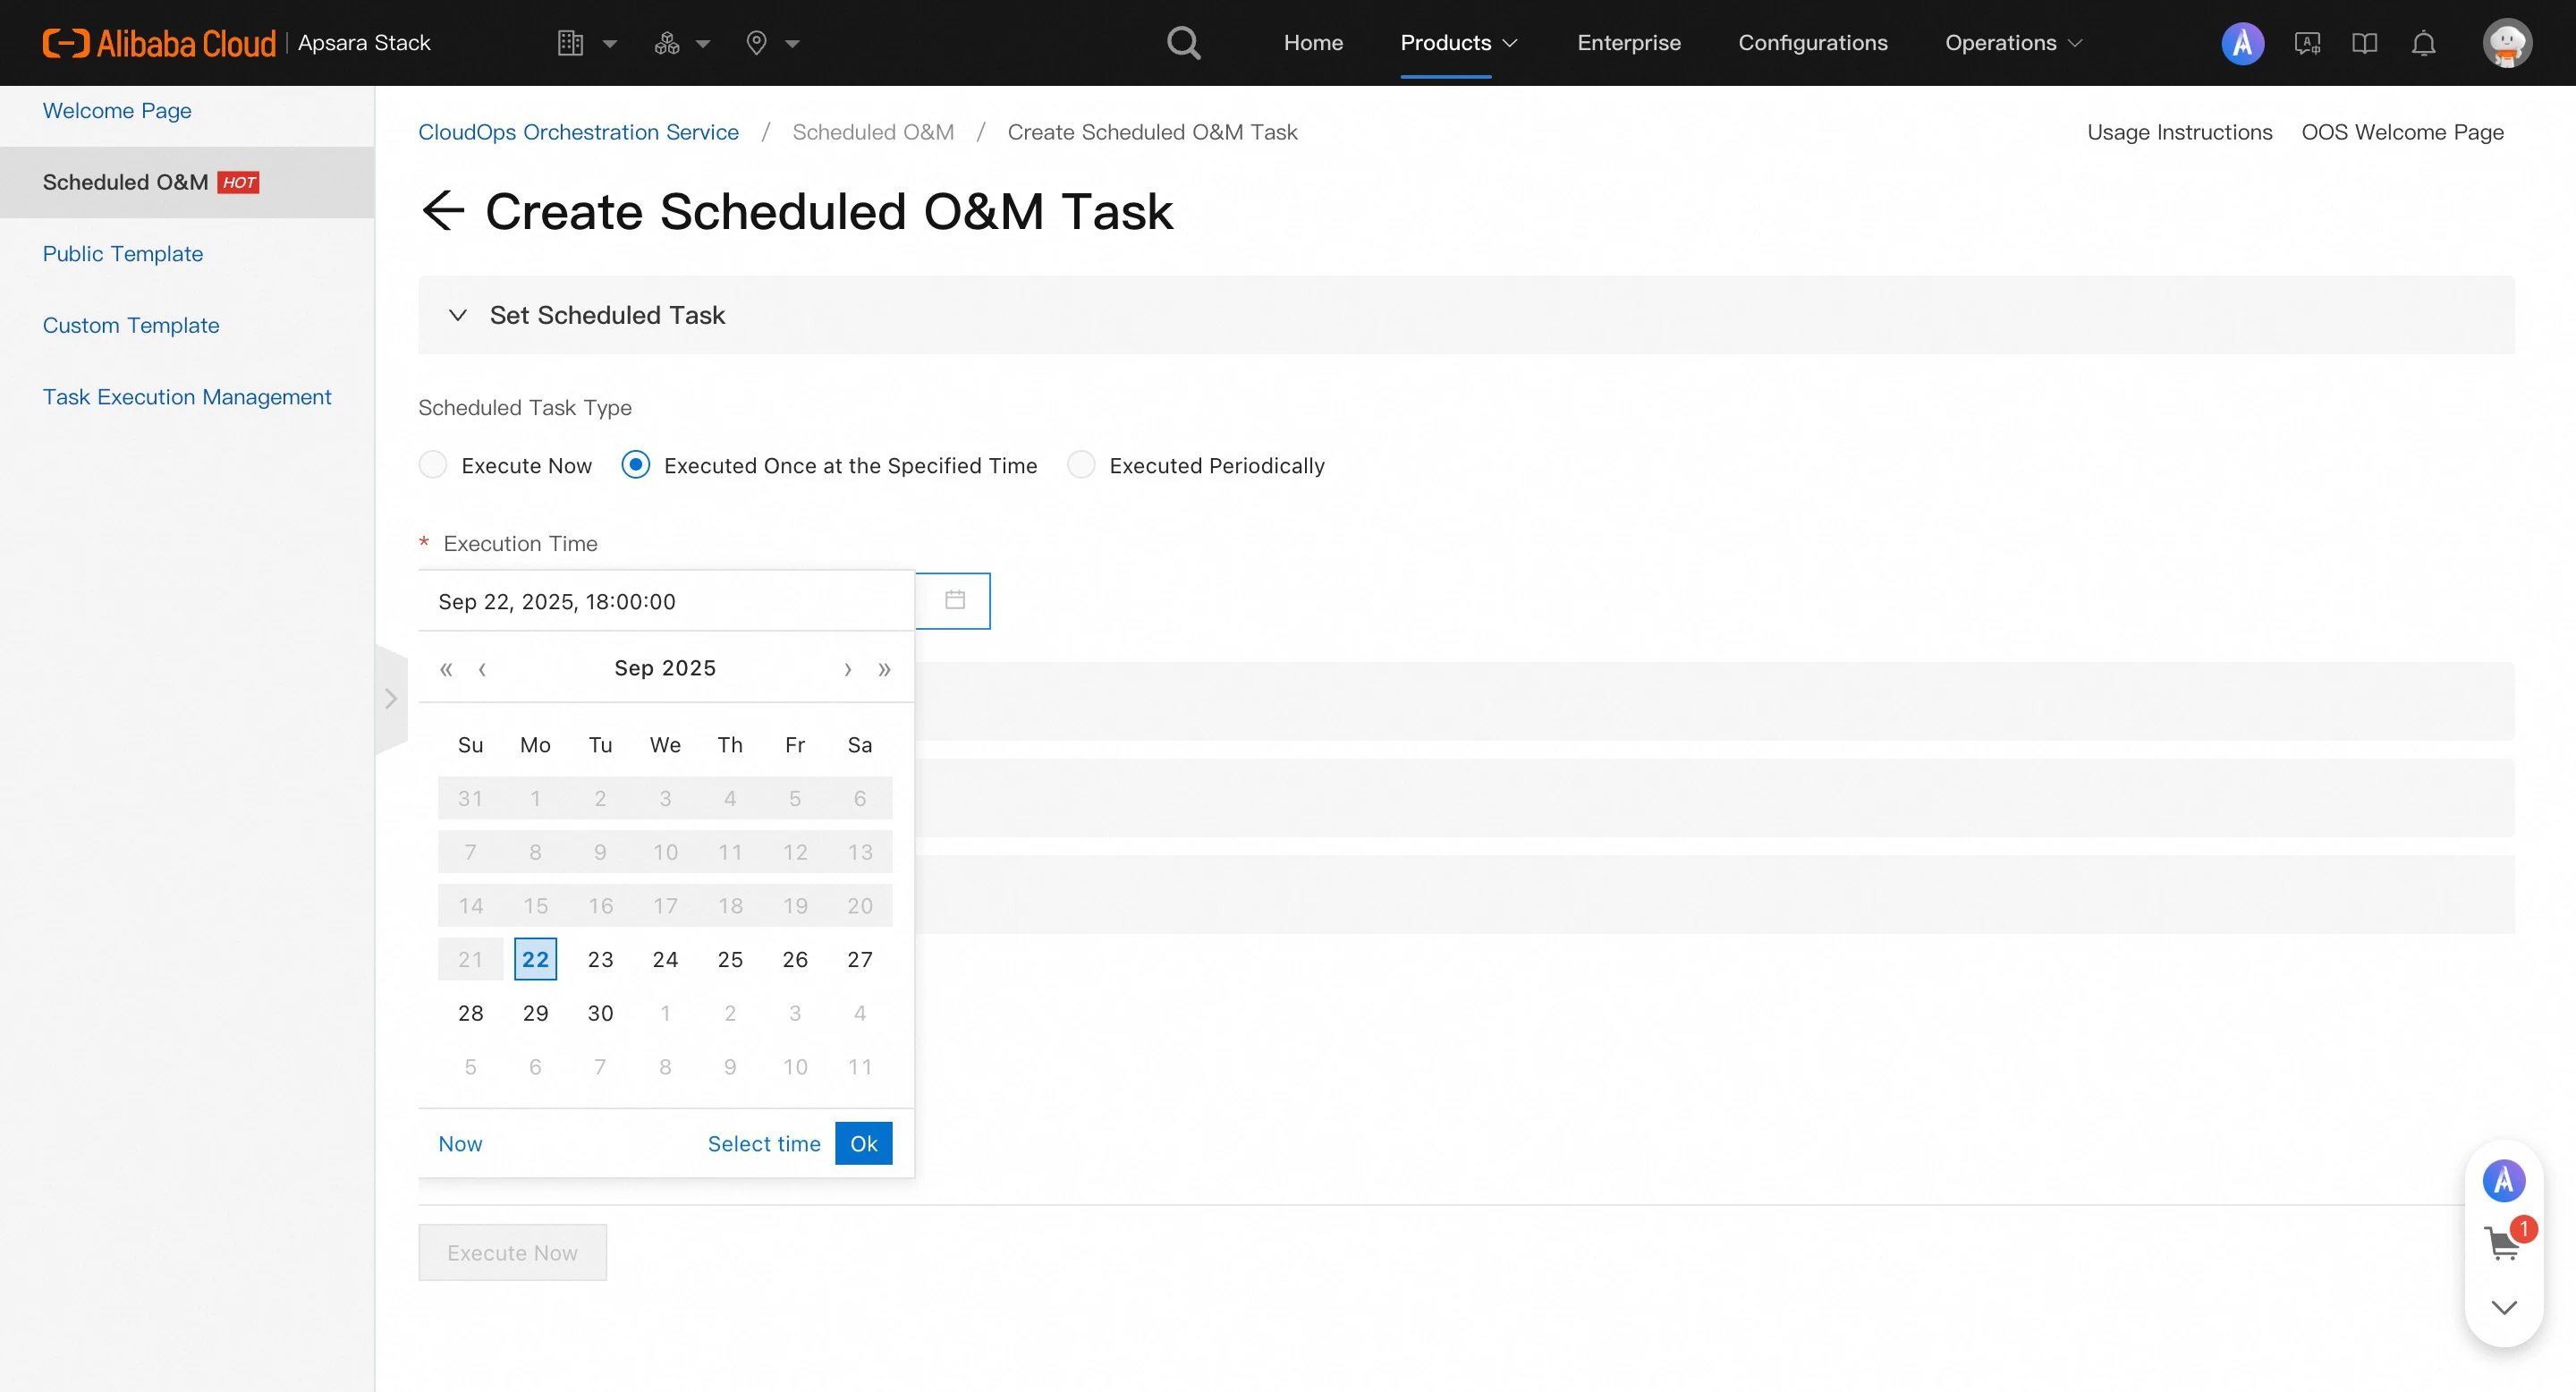 Alibaba Cloud | Apsara Stack
Home Products Enterprise Configurations Operations
Welcome Page
Scheduled O&M HOT
Public Template
Custom Template
Task Execution Management
CloudOps Orchestration Service / Scheduled O&M / Create Scheduled O&M Task
Usage Instructions OOS Welcome Page
Create Scheduled O&M Task
Set Scheduled Task
Scheduled Task Type
Execute Now Executed Once at the Specified Time Executed Periodically
* Execution Time
Sep 22, 2025, 18:00:00
« ‹ Sep 2025 › »
Su Mo Tu We Th Fr Sa
31 1 2 3 4 5 6
7 8 9 10 11 12 13
14 15 16 17 18 19 20
21 22 23 24 25 26 27
28 29 30 1 2 3 4
5 6 7 8 9 10 11
Now Select time Ok
1
Execute Now